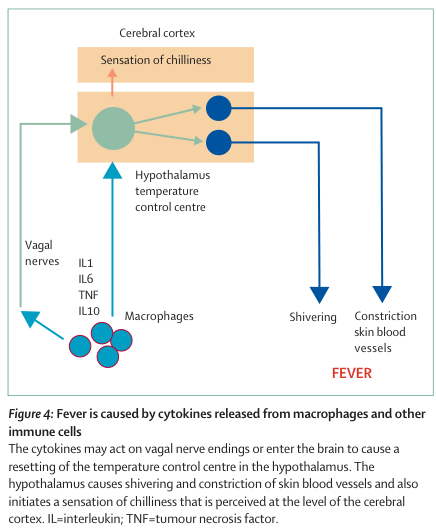 Cerebral cortex
Sensation of chilliness
Hypothalamus
temperature
control centre
Vagal
nerves
IL1
IL6
TNF
IL10
Macrophages
Shivering
Constriction
skin blood
vessels
FEVER
Figure 4: Fever is caused by cytokines released from macrophages and other
immune cells
The cytokines may act on vagal nerve endings or enter the brain to cause a
resetting of the temperature control centre in the hypothalamus. The
hypothalamus causes shivering and constriction of skin blood vessels and also
initiates a sensation of chilliness that is perceived at the level of the cerebral
cortex. IL=interleukin; TNF=tumour necrosis factor.